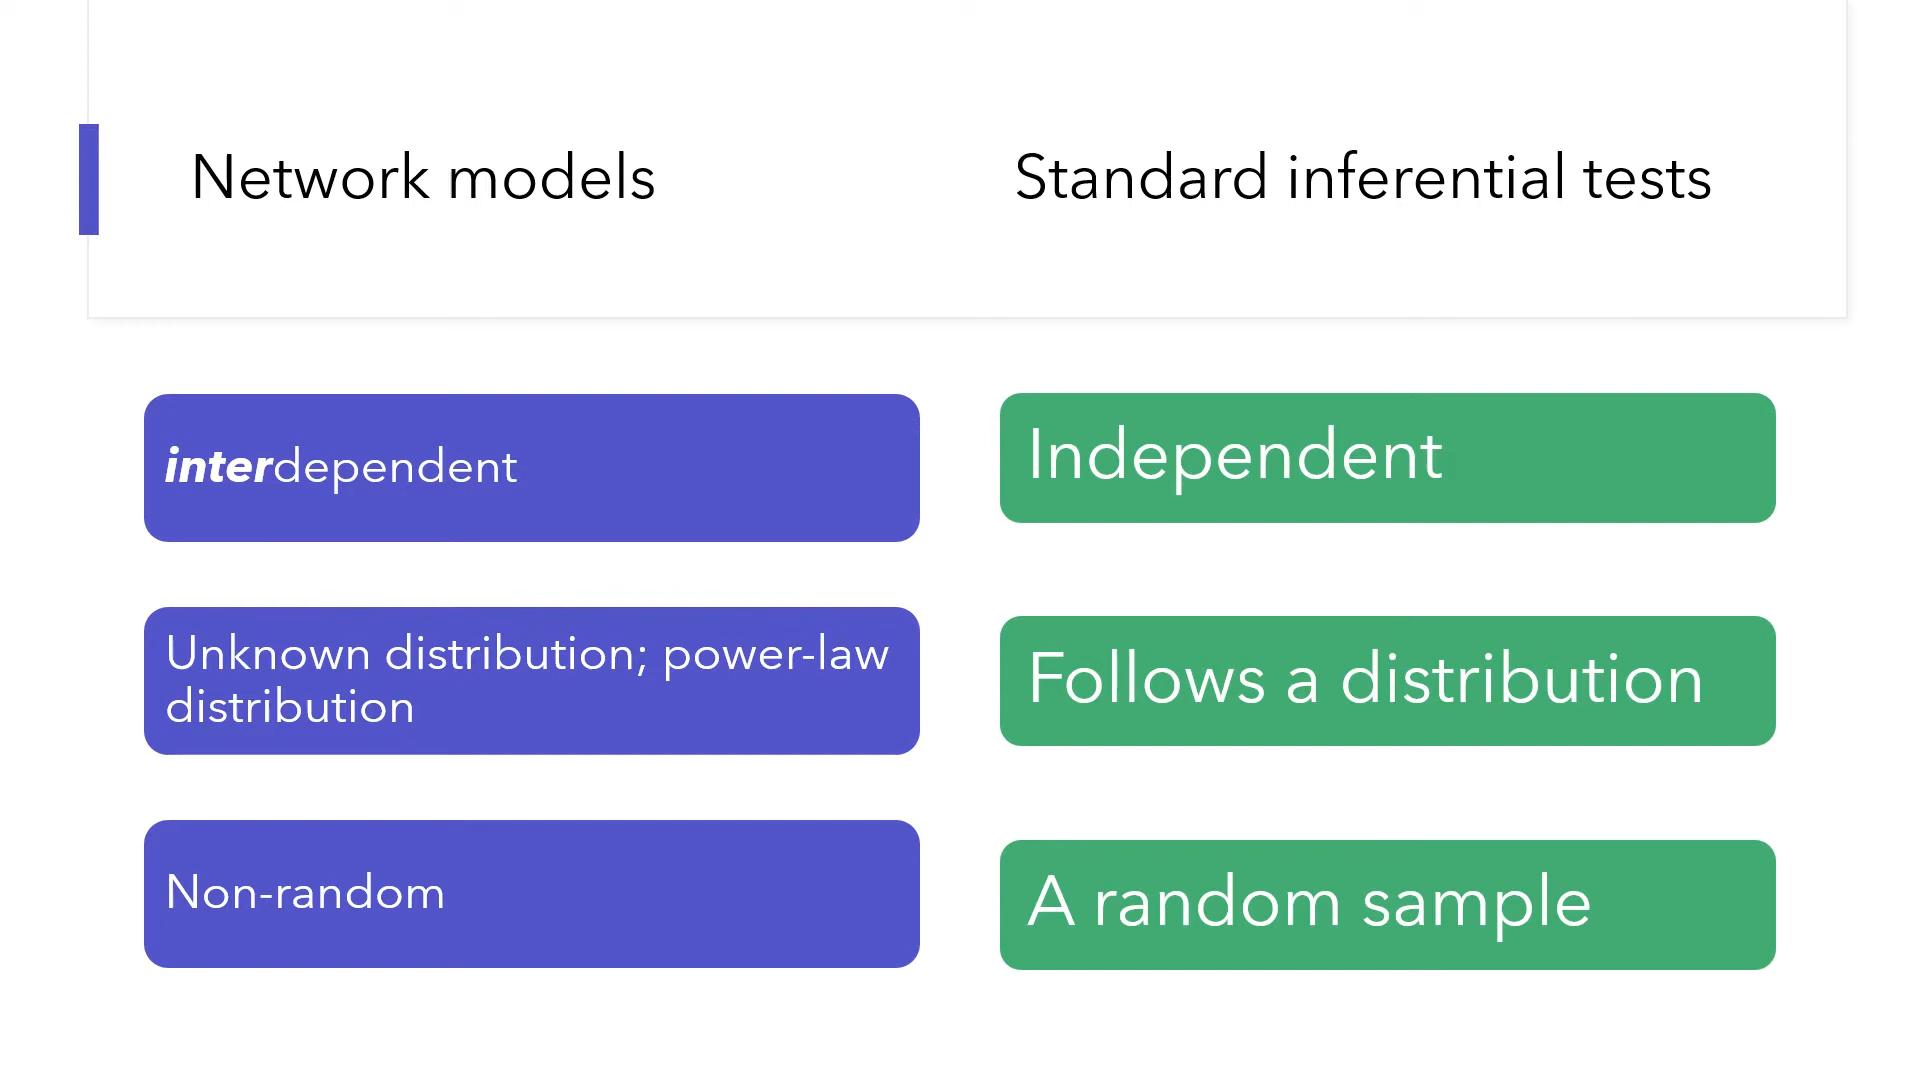 Network models
Standard inferential tests
interdependent
Independent
Unknown distribution; power-law
distribution
Follows a distribution
Non-random
A random sample